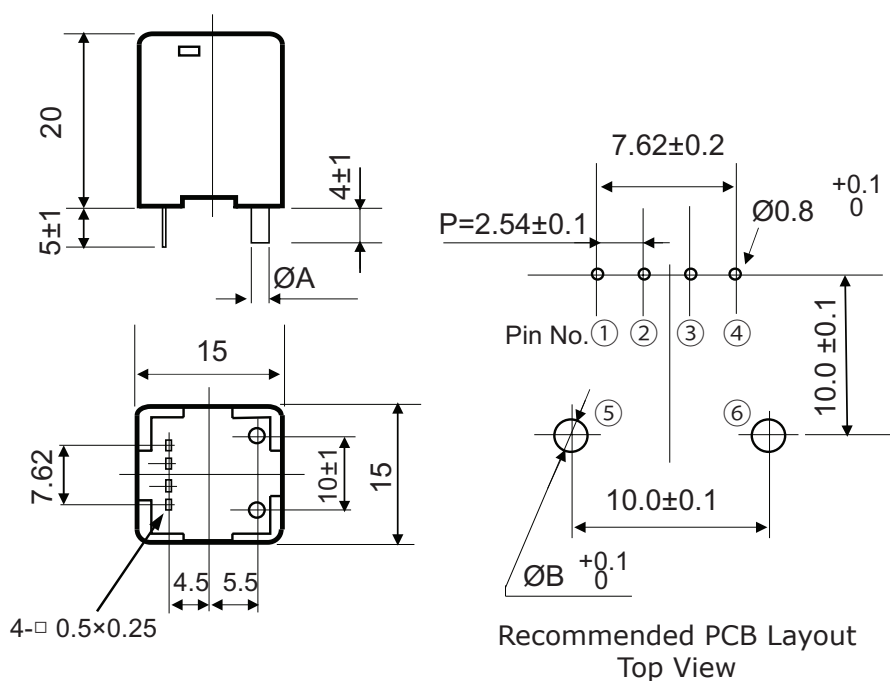 20
5±1
4±1
ØA
15
7.62
10±1
15
4.5
5.5
4-□ 0.5×0.25
7.62±0.2
P=2.54±0.1
Ø0.8 +0.1
0
Pin No. ① ② ③ ④
10.0 ±0.1
⑤ ⑥
10.0±0.1
ØB +0.1
0
Recommended PCB Layout
Top View